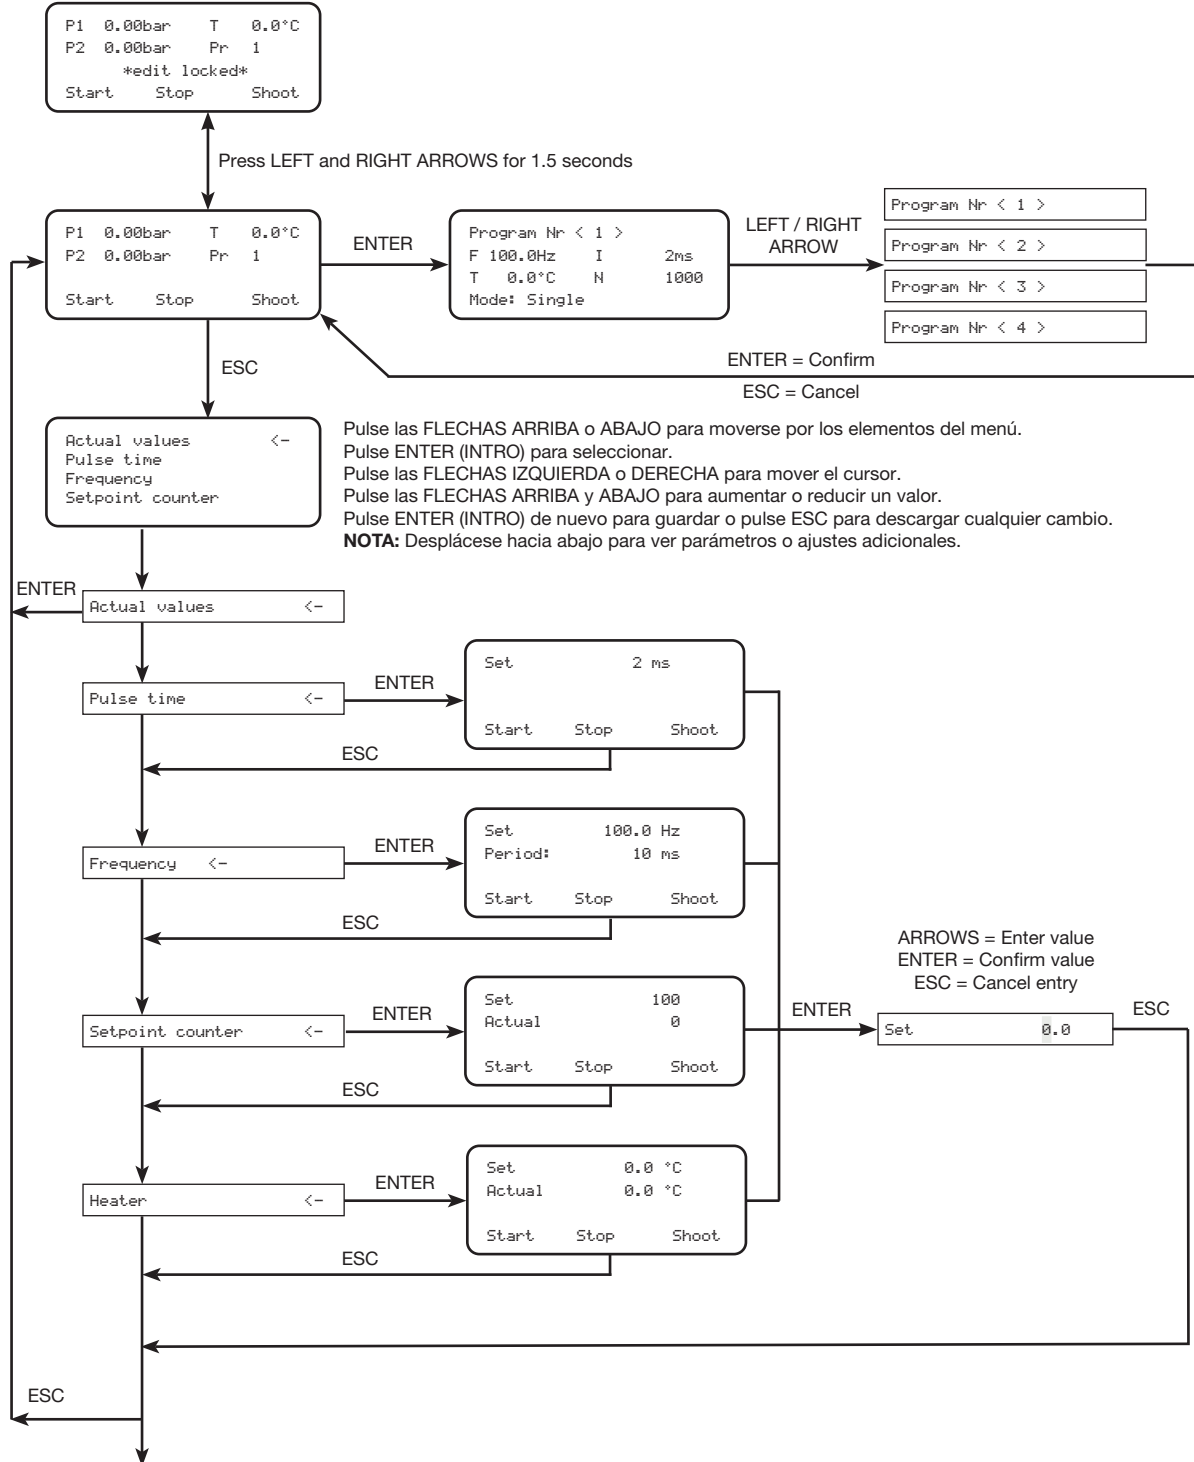 P1 0.00bar T 0.0°C
P2 0.00bar Pr 1
*edit locked*
Start Stop Shoot
Press LEFT and RIGHT ARROWS for 1.5 seconds
P1 0.00bar T 0.0°C
P2 0.00bar Pr 1
Start Stop Shoot
ENTER
Program Nr < 1 >
F 100.0Hz I 2ms
T 0.0°C N 1000
Mode: Single
LEFT / RIGHT
ARROW
Program Nr < 1 >
Program Nr < 2 >
Program Nr < 3 >
Program Nr < 4 >
ENTER = Confirm
ESC = Cancel
ESC
Actual values <-
Pulse time
Frequency
Setpoint counter
Pulse las FLECHAS ARRIBA o ABAJO para moverse por los elementos del menú.
Pulse ENTER (INTRO) para seleccionar.
Pulse las FLECHAS IZQUIERDA o DERECHA para mover el cursor.
Pulse las FLECHAS ARRIBA y ABAJO para aumentar o reducir un valor.
Pulse ENTER (INTRO) de nuevo para guardar o pulse ESC para descargar cualquier cambio.
NOTA: Desplácese hacia abajo para ver parámetros o ajustes adicionales.
ENTER
Actual values <-
Pulse time <-
ENTER
Set 2 ms
Start Stop Shoot
ESC
Frequency <-
ENTER
Set 100.0 Hz
Period: 10 ms
Start Stop Shoot
ESC
Setpoint counter <-
ENTER
Set 100
Actual 0
Start Stop Shoot
ESC
ENTER
ARROWS = Enter value
ENTER = Confirm value
ESC = Cancel entry
Set 0.0
ESC
Heater <-
ENTER
Set 0.0 °C
Actual 0.0 °C
Start Stop Shoot
ESC
ESC